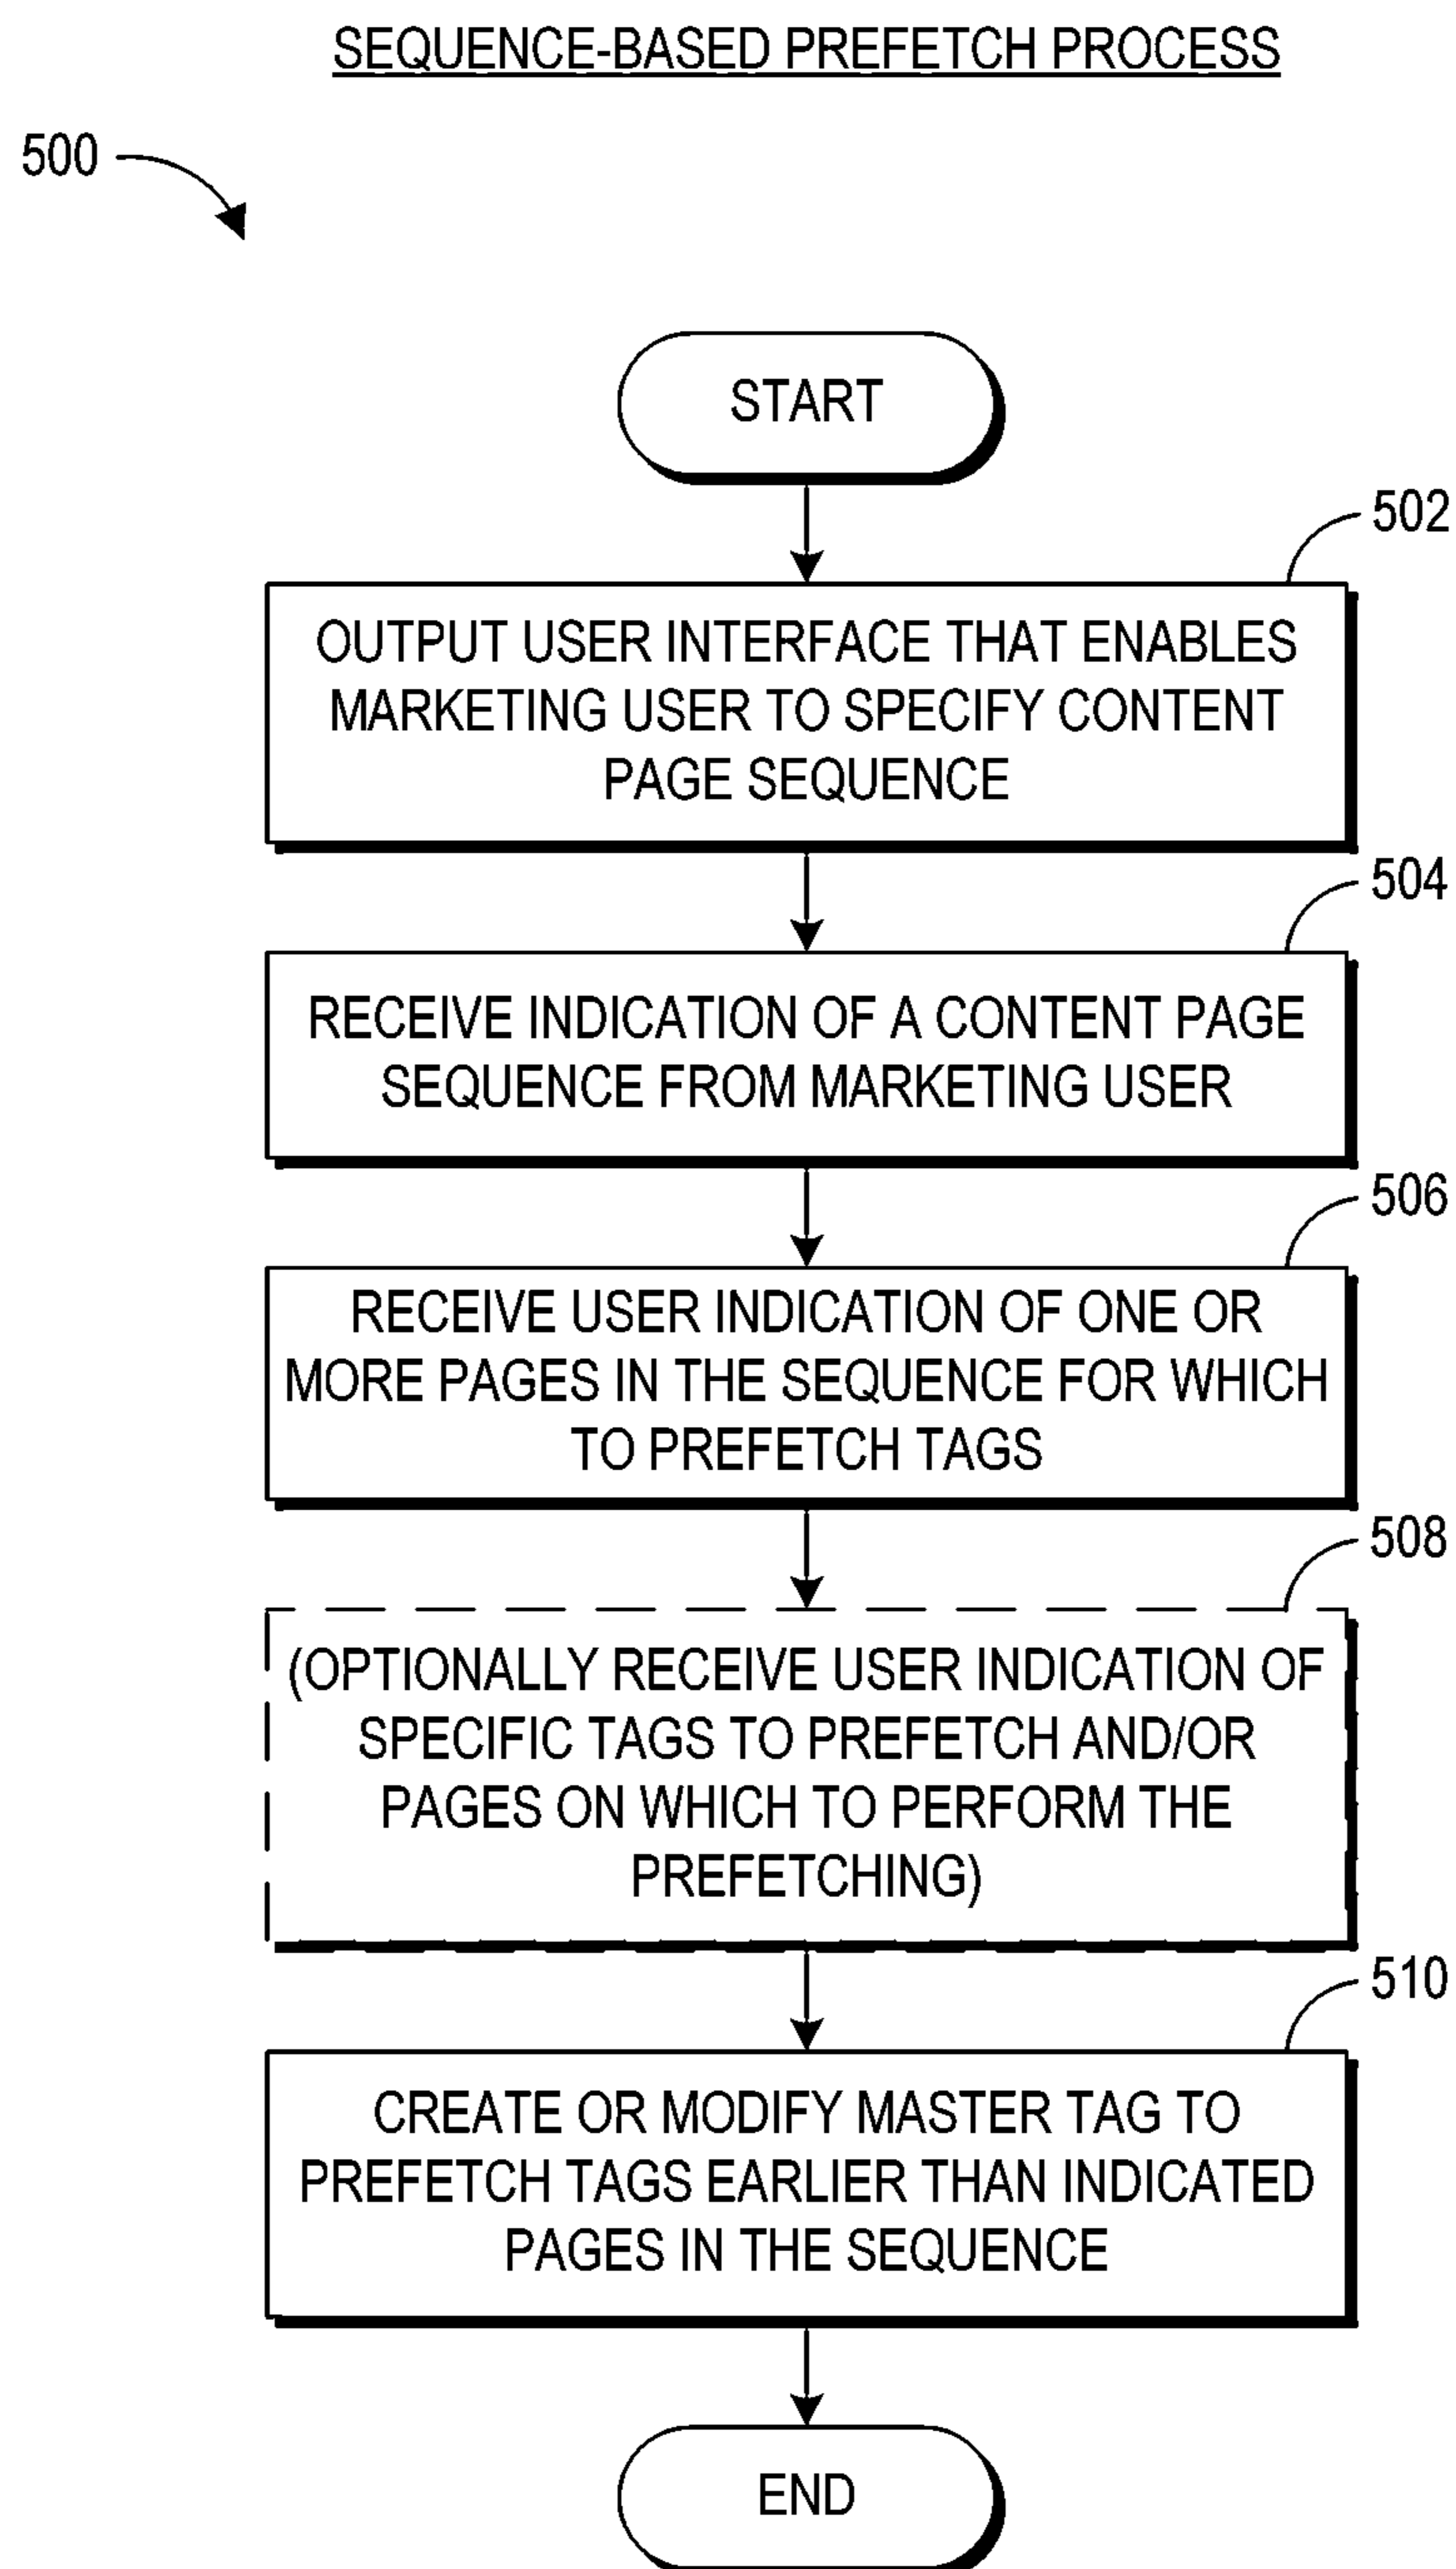 SEQUENCE-BASED PREFETCH PROCESS
500
START
502
OUTPUT USER INTERFACE THAT ENABLES
MARKETING USER TO SPECIFY CONTENT
PAGE SEQUENCE
504
RECEIVE INDICATION OF A CONTENT PAGE
SEQUENCE FROM MARKETING USER
506
RECEIVE USER INDICATION OF ONE OR
MORE PAGES IN THE SEQUENCE FOR WHICH
TO PREFETCH TAGS
508
(OPTIONALLY RECEIVE USER INDICATION OF
SPECIFIC TAGS TO PREFETCH AND/OR
PAGES ON WHICH TO PERFORM THE
PREFETCHING)
510
CREATE OR MODIFY MASTER TAG TO
PREFETCH TAGS EARLIER THAN INDICATED
PAGES IN THE SEQUENCE
END